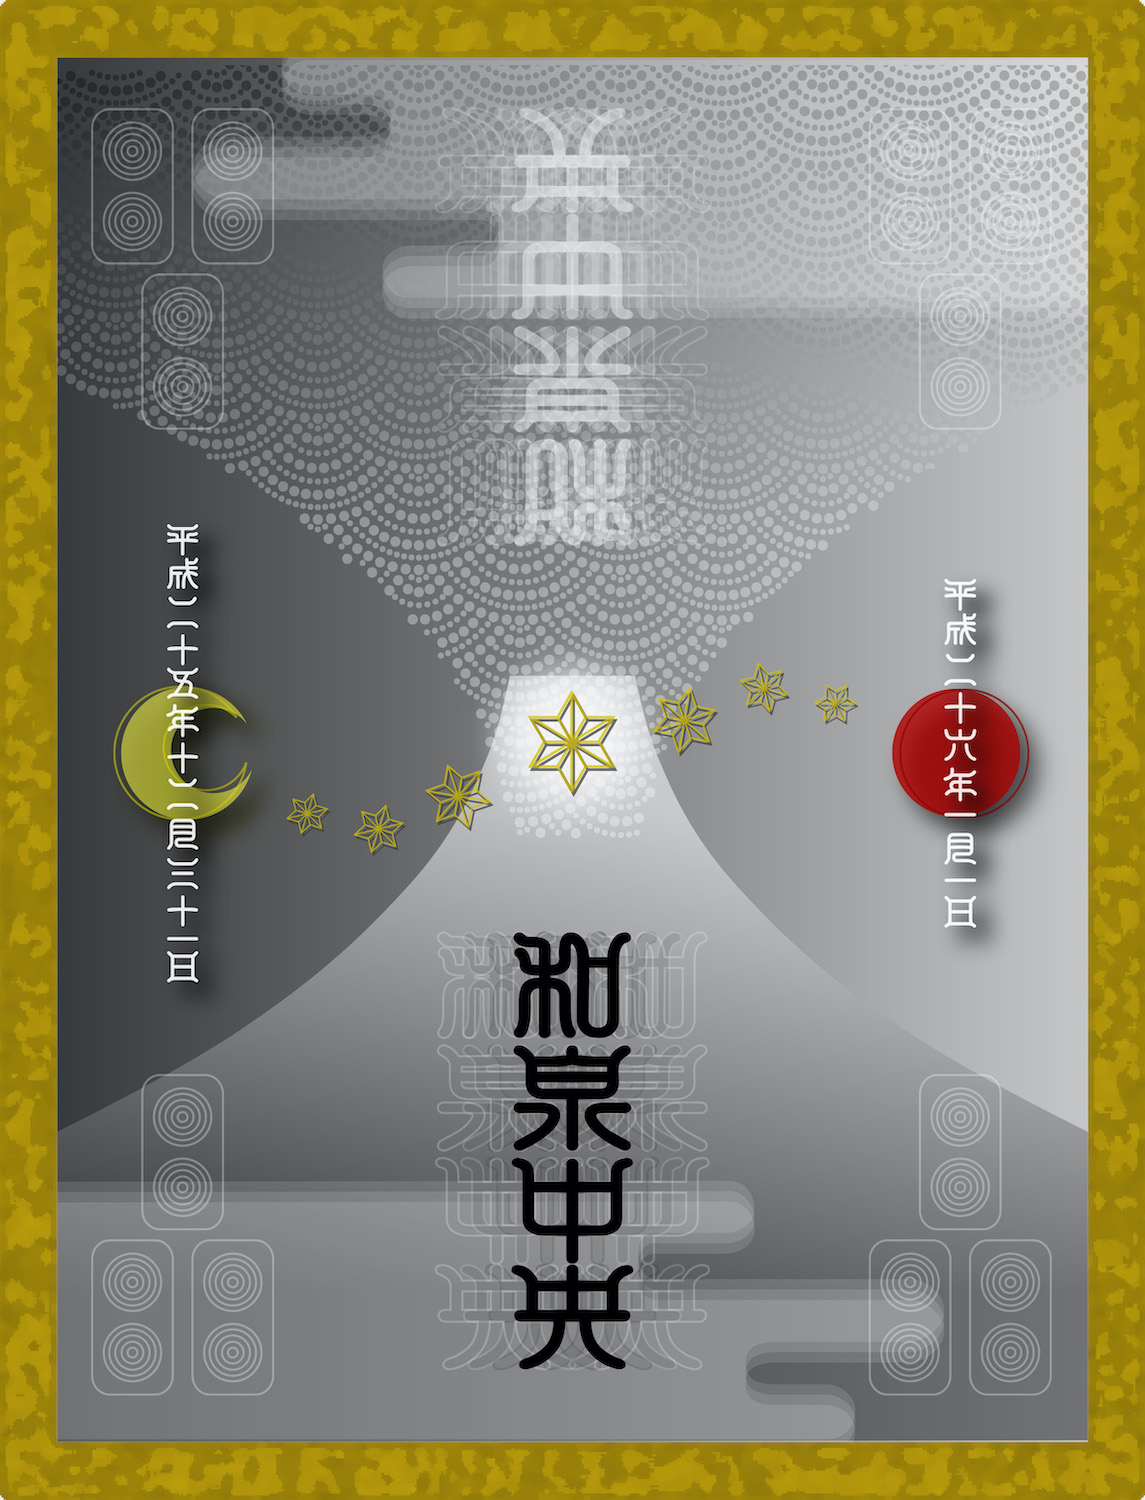 平成二十六年一月一日
和泉中央
平成二十五年十二月三十一日